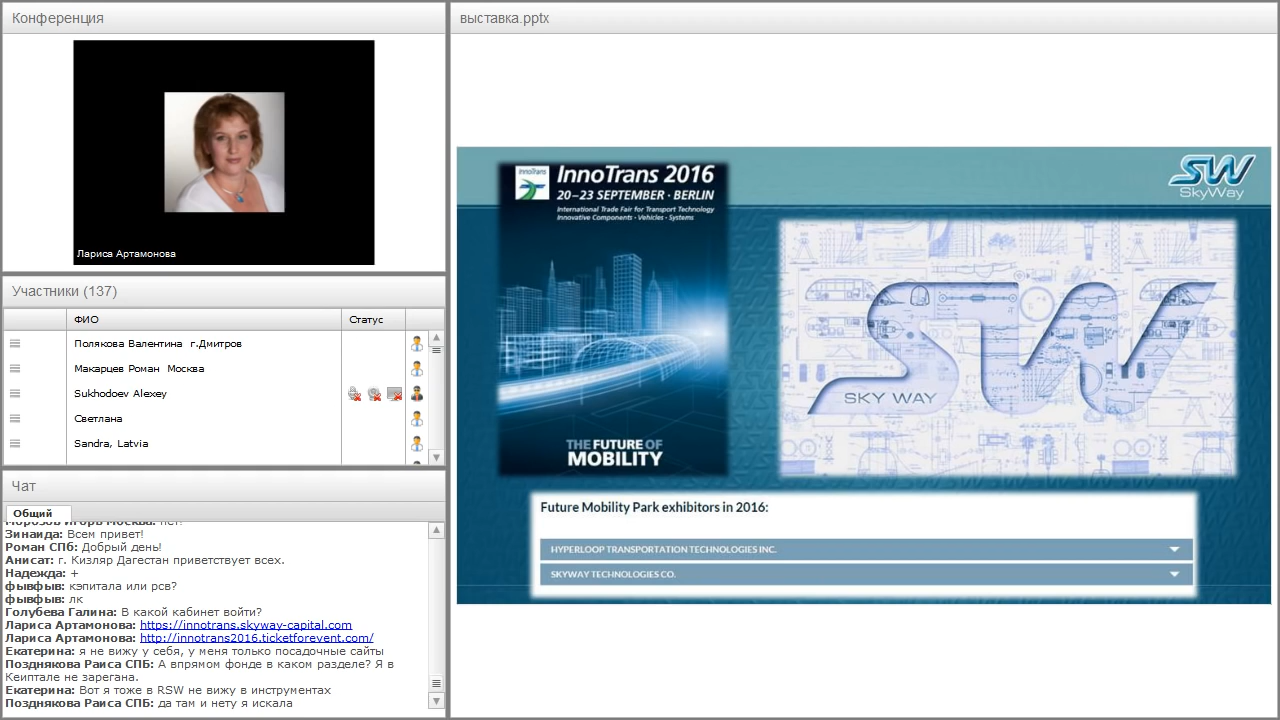 Конференция
Лариса Артамонова
Участники (137)
ФИО Статус
Полякова Валентина г.Дмитров
Макарцев Роман Москва
Sukhodoev Alexey
Светлана
Sandra, Latvia
Чат
Общий
Морозов Игорь Москва: нет!
Зинаида: Всем привет!
Роман СПб: Добрый день!
Анисат: г. Кизляр Дагестан приветствует всех.
Надежда: +
фывфыв: кэпитала или рсв?
фывфыв: лк
Голубева Галина: В какой кабинет войти?
Лариса Артамонова: https://innotrans.skyway-capital.com
Лариса Артамонова: http://innotrans2016.ticketforevent.com/
Екатерина: я не вижу у себя, у меня только посадочные сайты
Позднякова Раиса СПБ: А впрямом фонде в каком разделе? Я в
Кеиптале не зарегана.
Екатерина: Вот я тоже в RSW не вижу в инструментах
Позднякова Раиса СПБ: да там и нету я искала
выставка.pptx
InnoTrans
InnoTrans 2016
20–23 SEPTEMBER · BERLIN
International Trade Fair for Transport Technology
Innovative Components · Vehicles · Systems
THE FUTURE OF
MOBILITY
SW
SkyWay
SW
SKY WAY
Future Mobility Park exhibitors in 2016:
HYPERLOOP TRANSPORTATION TECHNOLOGIES INC.
SKYWAY TECHNOLOGIES CO.